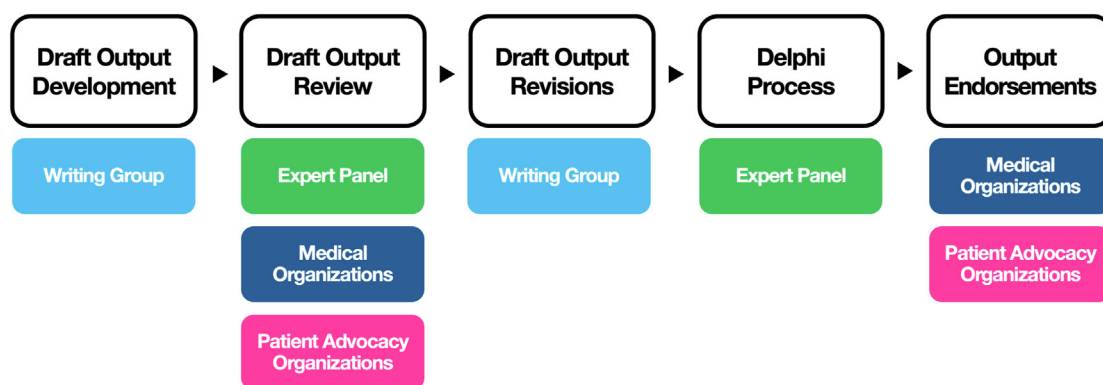 Draft Output
Development
Draft Output
Review
Draft Output
Revisions
Delphi
Process
Output
Endorsements
Writing Group
Expert Panel
Writing Group
Expert Panel
Medical
Organizations
Medical
Organizations
Patient Advocacy
Organizations
Patient Advocacy
Organizations